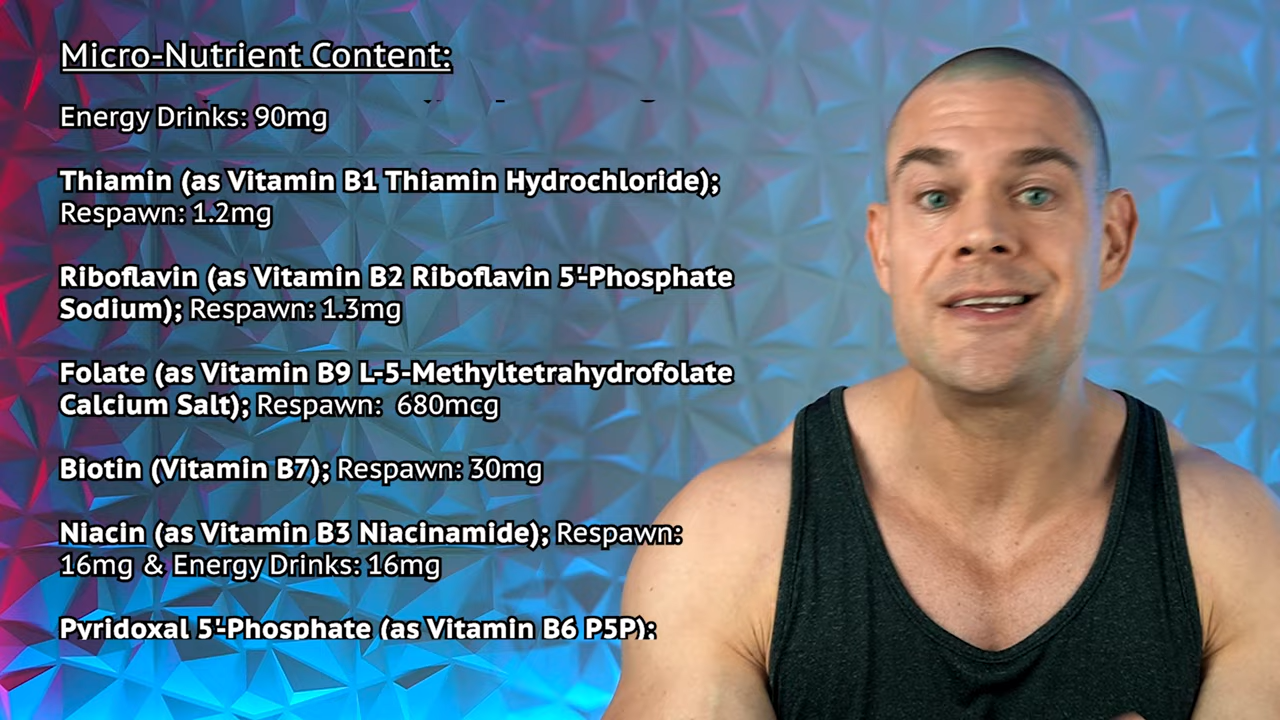 Micro-Nutrient Content:
Energy Drinks: 90mg
Thiamin (as Vitamin B1 Thiamin Hydrochloride);
Respawn: 1.2mg
Riboflavin (as Vitamin B2 Riboflavin 5'-Phosphate
Sodium); Respawn: 1.3mg
Folate (as Vitamin B9 L-5-Methyltetrahydrofolate
Calcium Salt); Respawn:  680mcg
Biotin (Vitamin B7); Respawn: 30mg
Niacin (as Vitamin B3 Niacinamide); Respawn:
16mg & Energy Drinks: 16mg
Pyridoxal 5'-Phosphate (as Vitamin B6 P5P);